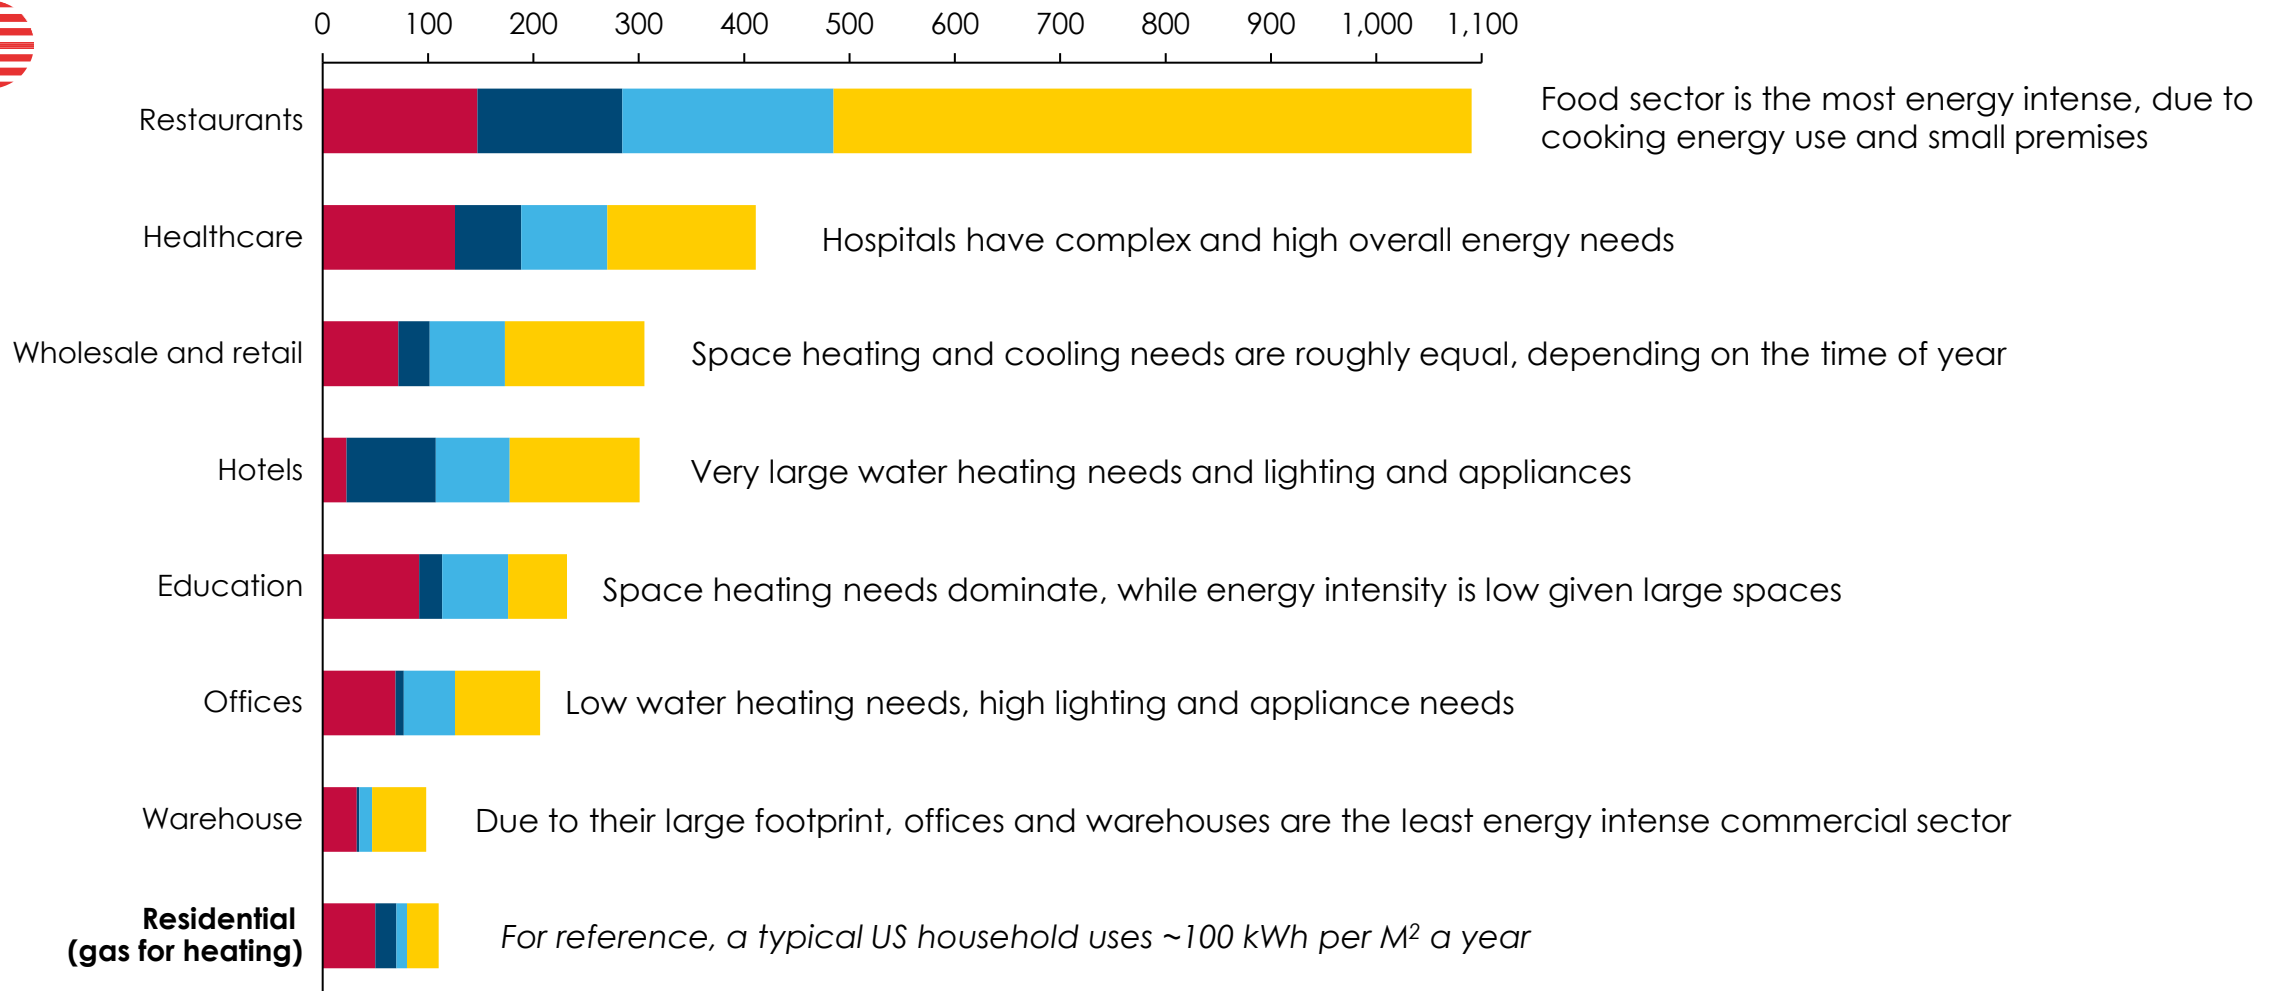 0 100 200 300 400 500 600 700 800 900 1,000 1,100
Restaurants
Food sector is the most energy intense, due to
cooking energy use and small premises
Healthcare
Hospitals have complex and high overall energy needs
Wholesale and retail
Space heating and cooling needs are roughly equal, depending on the time of year
Hotels
Very large water heating needs and lighting and appliances
Education
Space heating needs dominate, while energy intensity is low given large spaces
Offices
Low water heating needs, high lighting and appliance needs
Warehouse
Due to their large footprint, offices and warehouses are the least energy intense commercial sector
Residential
(gas for heating)
For reference, a typical US household uses ~100 kWh per M² a year